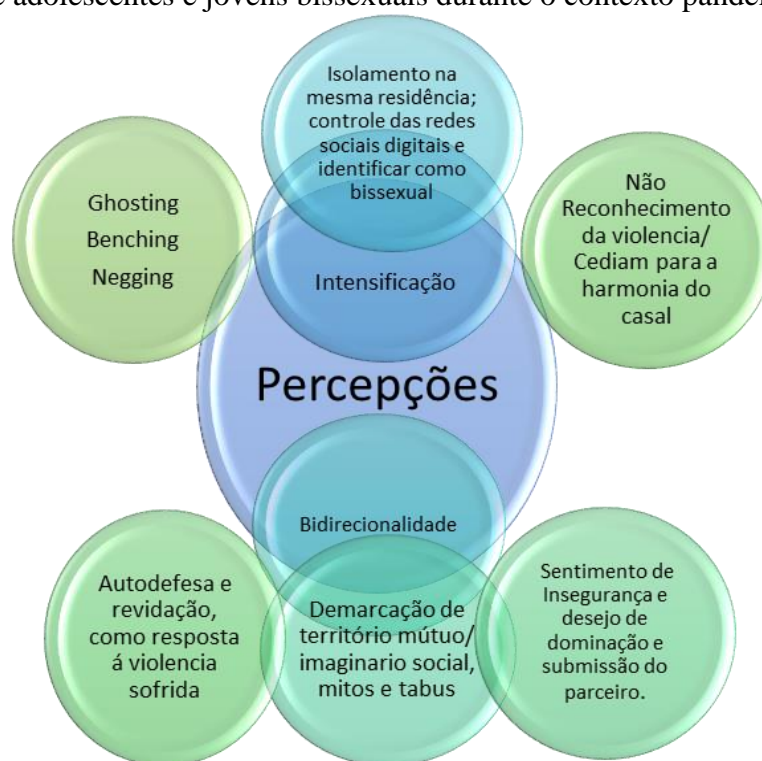 e adolescentes e jovens bissexuais durante o contexto
Isolamento na
mesma residência;
controle das redes
sociais digitais e
identificar como
bissexual
Ghosting
Benching
Negging
Não
Reconhecimento
da violencia/
Cediam para a
harmonia do
casal
Intensificação
Percepções
Bidirecionalidade
Autodefesa e
revidação,
como resposta
á violencia
sofrida
Demarcação de
território mútuo/
imaginario social,
mitos e tabus
Sentimento de
Insegurança e
desejo de
dominação e
submissão do
parceiro.